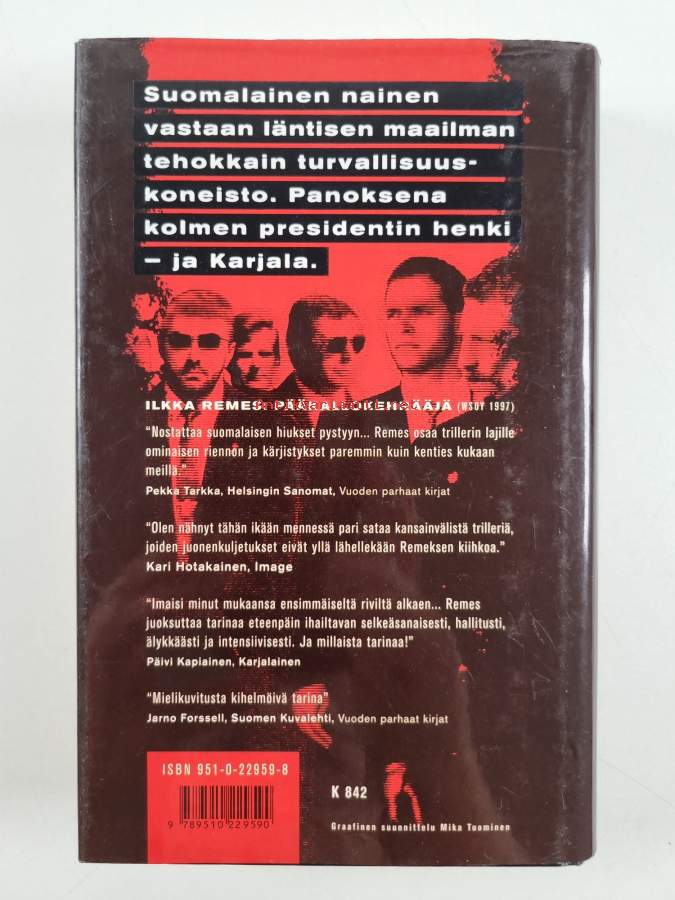 Suomalainen nainen
vastaan läntisen maailman
tehokkain turvallisuus-
koneisto. Panoksena
kolmen presidentin henki
– ja Karjala.
ILKKA REMES: PÄÄKALLOKEHRÄÄJÄ (WSOY 1997)
“Nostattaa suomalaisen hiukset pystyyn... Remes osaa trillerin lajille
ominaisen riennon ja kärjistykset paremmin kuin kenties kukaan
meillä.”
Pekka Tarkka, Helsingin Sanomat, Vuoden parhaat kirjat
“Olen nähnyt tähän ikään mennessä pari sataa kansainvälistä trilleriä,
joiden juonenkuljetukset eivät yllä lähellekään Remeksen kiihkoa.”
Kari Hotakainen, Image
“Imaisi minut mukaansa ensimmäiseltä riviltä alkaen... Remes
juoksuttaa tarinaa eteenpäin ihailtavan selkeäsanaisesti, hallitusti,
älykkäästi ja intensiivisesti. Ja millaista tarinaa!”
Päivi Kapiainen, Karjalainen
“Mielikuvitusta kihelmöivä tarina”
Jarno Forssell, Suomen Kuvalehti, Vuoden parhaat kirjat
ISBN 951-0-22959-8
K 842
9 789510 229590
Graafinen suunnittelu Mika Tuominen